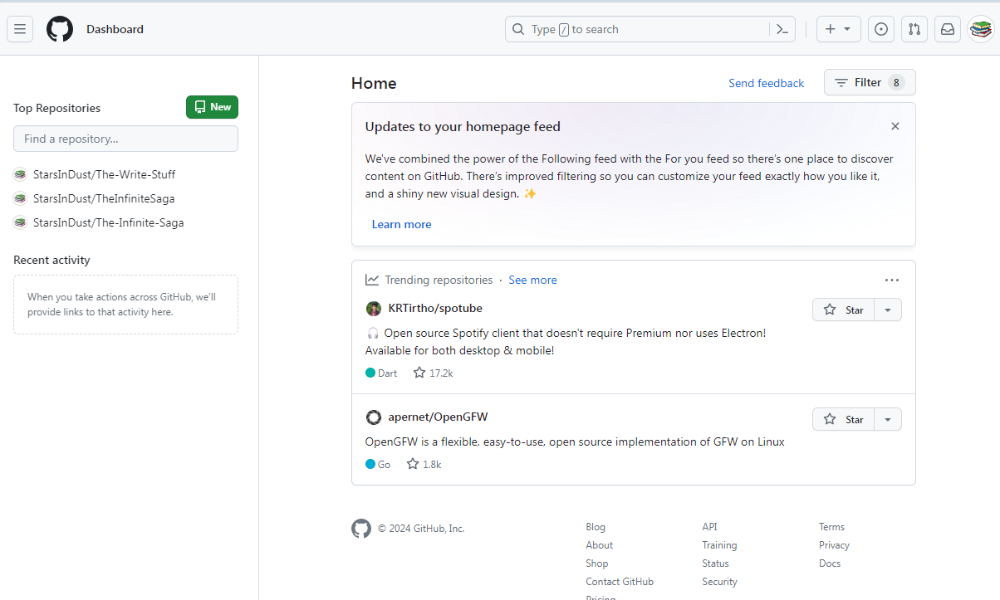 Dashboard
Type / to search
Top Repositories
New
Find a repository...
StarsInDust/The-Write-Stuff
StarsInDust/TheInfiniteSaga
StarsInDust/The-Infinite-Saga
Recent activity
When you take actions across GitHub, we'll
provide links to that activity here.
Home
Send feedback
Filter 8
Updates to your homepage feed
We've combined the power of the Following feed with the For you feed so there's one place to discover
content on GitHub. There's improved filtering so you can customize your feed exactly how you like it,
and a shiny new visual design. ✨
Learn more
Trending repositories · See more
KRTirtho/spotube
Star
🎧 Open source Spotify client that doesn't require Premium nor uses Electron!
Available for both desktop & mobile!
Dart 17.2k
apernet/OpenGFW
Star
OpenGFW is a flexible, easy-to-use, open source implementation of GFW on Linux
Go 1.8k
© 2024 GitHub, Inc.
Blog
About
Shop
Contact GitHub
Pricing
API
Training
Status
Security
Terms
Privacy
Docs